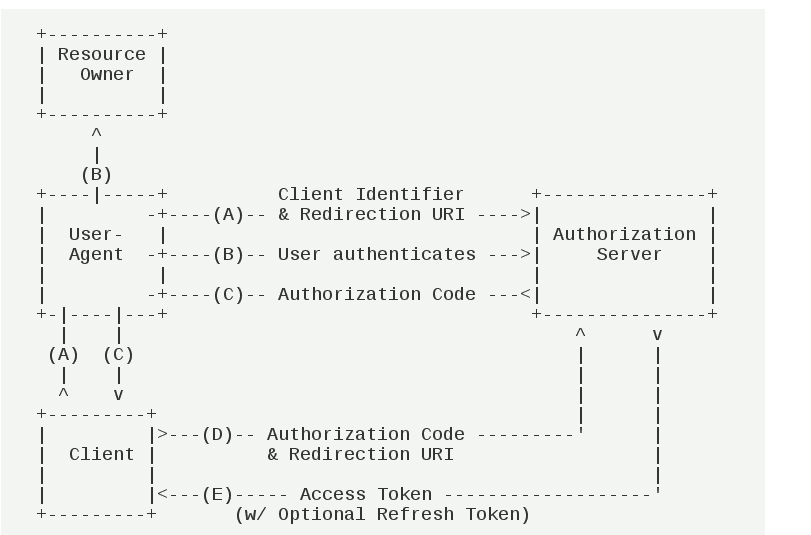 +----------+
| Resource |
|   Owner  |
|          |
+----------+
     ^
     |
    (B)
+----|-----+          Client Identifier      +---------------+
|         -+----(A)-- & Redirection URI ---->|               |
|  User-   |                                 | Authorization |
|  Agent  -+----(B)-- User authenticates --->|     Server    |
|          |                                 |               |
|         -+----(C)-- Authorization Code ---<|               |
+-|----|---+                                 +---------------+
  |    |                                         ^      v
 (A)  (C)                                        |      |
  |    |                                         |      |
  ^    v                                         |      |
+---------+                                      |      |
|         |>---(D)-- Authorization Code ---------'      |
|  Client |          & Redirection URI                  |
|         |                                             |
|         |<---(E)----- Access Token -------------------'
+---------+       (w/ Optional Refresh Token)